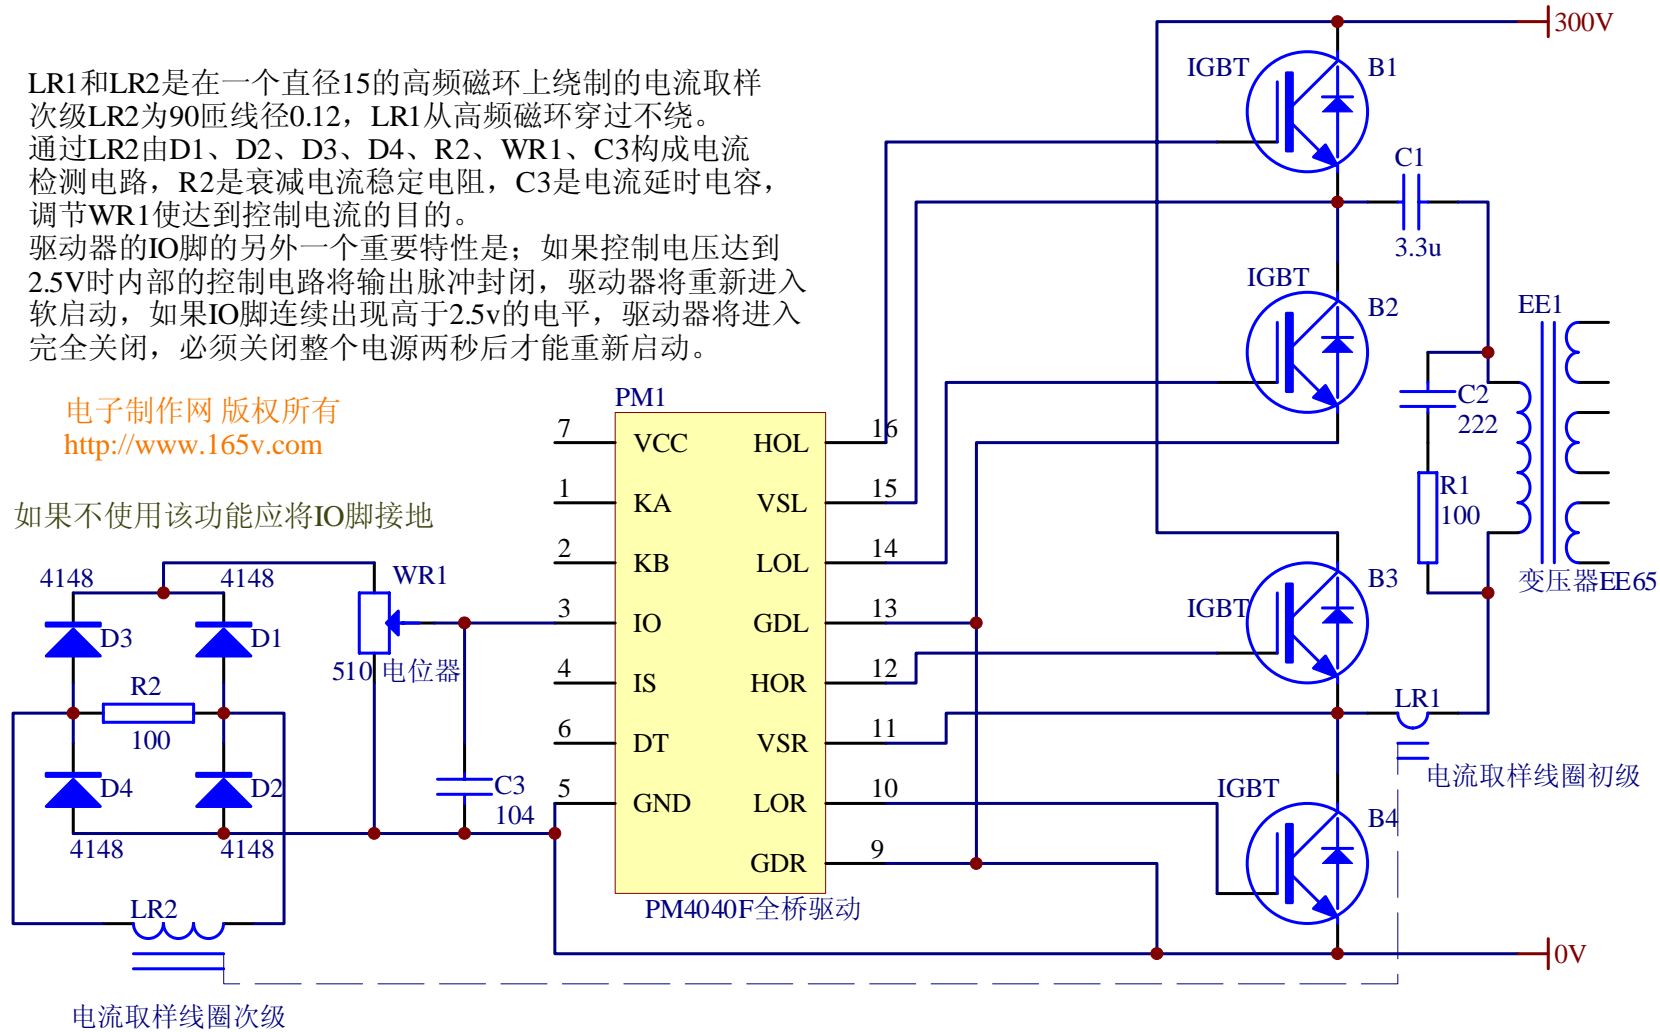 LR1和LR2是在一个直径15的高频磁环上绕制的电流取样
次级LR2为90匝线径0.12，LR1从高频磁环穿过不绕。
通过LR2由D1、D2、D3、D4、R2、WR1、C3构成电流
检测电路，R2是衰减电流稳定电阻，C3是电流延时电容，
调节WR1使达到控制电流的目的。
驱动器的IO脚的另外一个重要特性是；如果控制电压达到
2.5V时内部的控制电路将输出脉冲封闭，驱动器将重新进入
软启动，如果IO脚连续出现高于2.5v的电平，驱动器将进入
完全关闭，必须关闭整个电源两秒后才能重新启动。
电子制作网 版权所有
http://www.165v.com
如果不使用该功能应将IO脚接地
4148
4148
D3
D1
R2
100
D4
D2
4148
4148
LR2
电流取样线圈次级
WR1
510 电位器
C3
104
PM1
7 VCC HOL 16
1 KA VSL 15
2 KB LOL 14
3 IO GDL 13
4 IS HOR 12
6 DT VSR 11
5 GND LOR 10
GDR 9
PM4040F全桥驱动
300V
IGBT B1
C1
3.3u
IGBT
B2
EE1
C2
222
R1
100
变压器EE65
B3
IGBT
LR1
电流取样线圈初级
IGBT
B4
0V